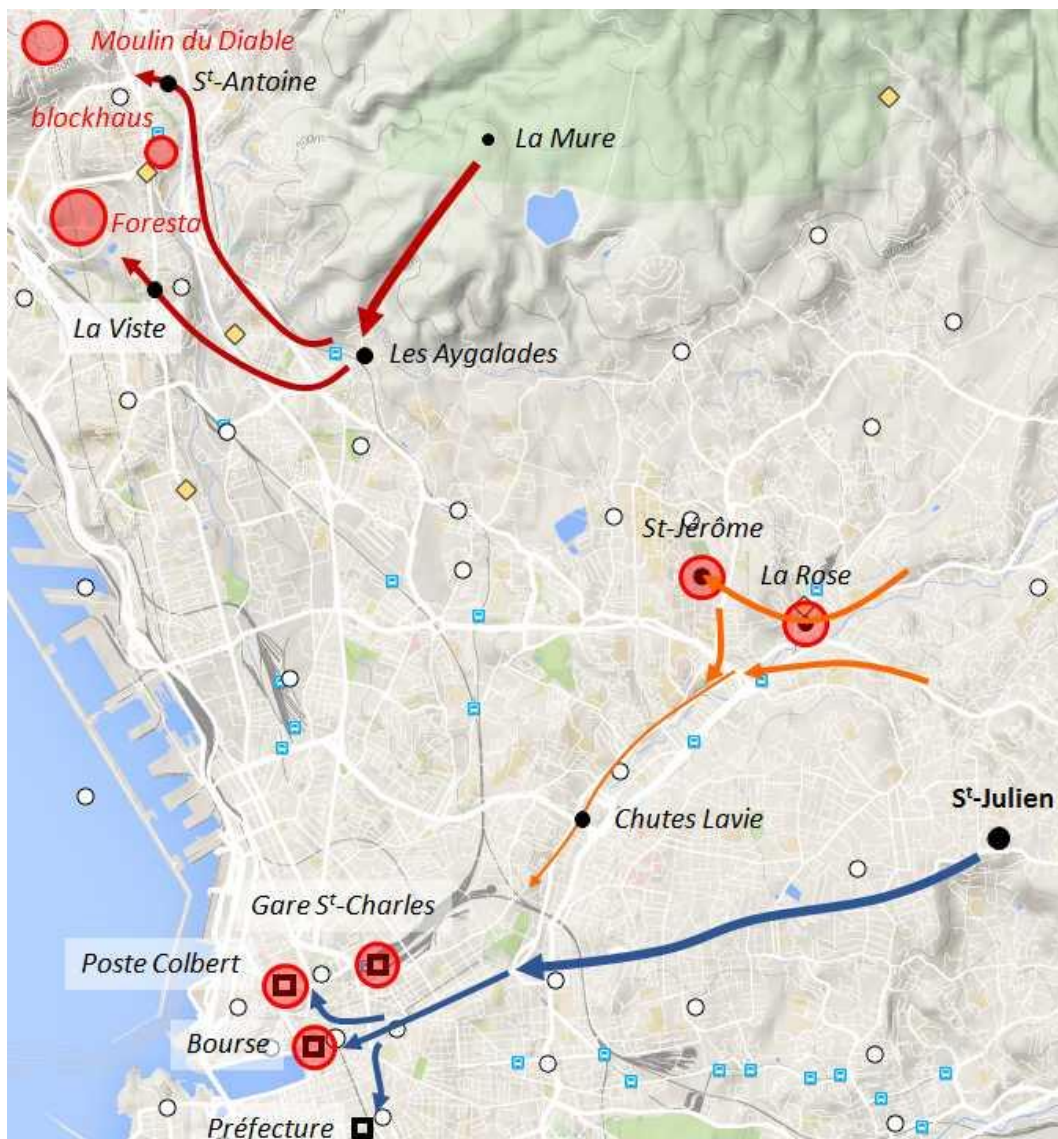 Moulin du Diable
Sᵗ-Antoine
blockhaus
La Mure
Foresta
La Viste
Les Aygalades
St-Jérôme
La Rose
Sᵗ-Julien
Chutes Lavie
Gare Sᵗ-Charles
Poste Colbert
Bourse
Préfecture